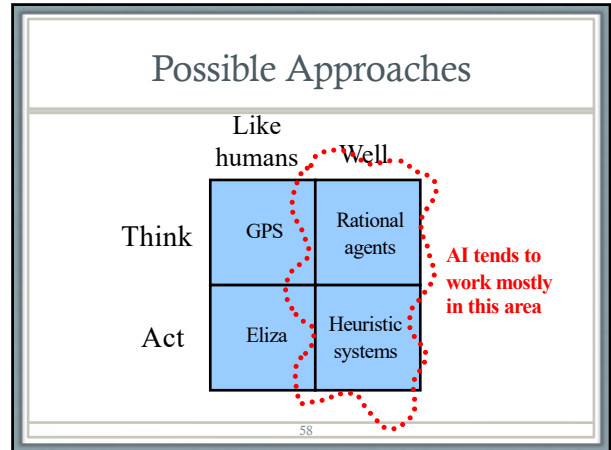 Possible Approaches
Like
humans
Well
Think
GPS
Rational
agents
AI tends to
work mostly
in this area
Act
Eliza
Heuristic
systems
58